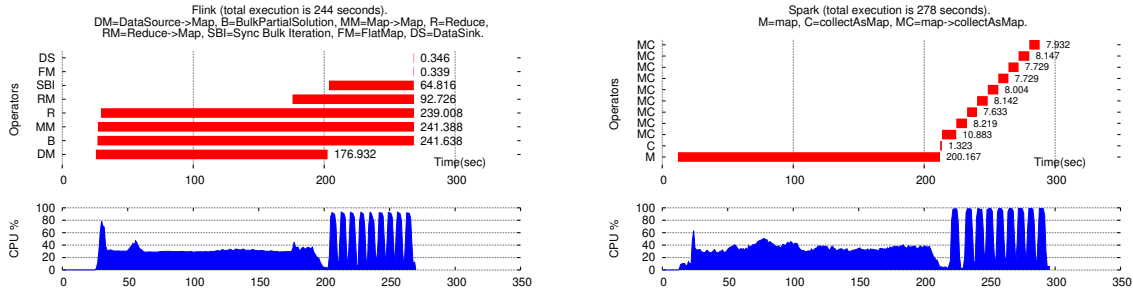 Flink (total execution is 244 seconds).
DM=DataSource->Map, B=BulkPartialSolution, MM=Map->Map, R=Reduce,
RM=Reduce->Map, SBI=Sync Bulk Iteration, FM=FlatMap, DS=DataSink.
Operators
DS 0.346
FM 0.339
SBI 64.816
RM 92.726
R 239.008
MM 241.388
B 241.638
DM 176.932
Time(sec)
0 100 200 300
CPU %
100
80
60
40
20
0
0 50 100 150 200 250 300 350
Spark (total execution is 278 seconds).
M=map, C=collectAsMap, MC=map->collectAsMap.
Operators
MC 7.932
MC 8.147
MC 7.729
MC 7.729
MC 8.004
MC 8.142
MC 7.633
MC 8.219
MC 10.883
C 1.323
M 200.167
Time(sec)
0 100 200 300
CPU %
100
80
60
40
20
0
0 50 100 150 200 250 300 350